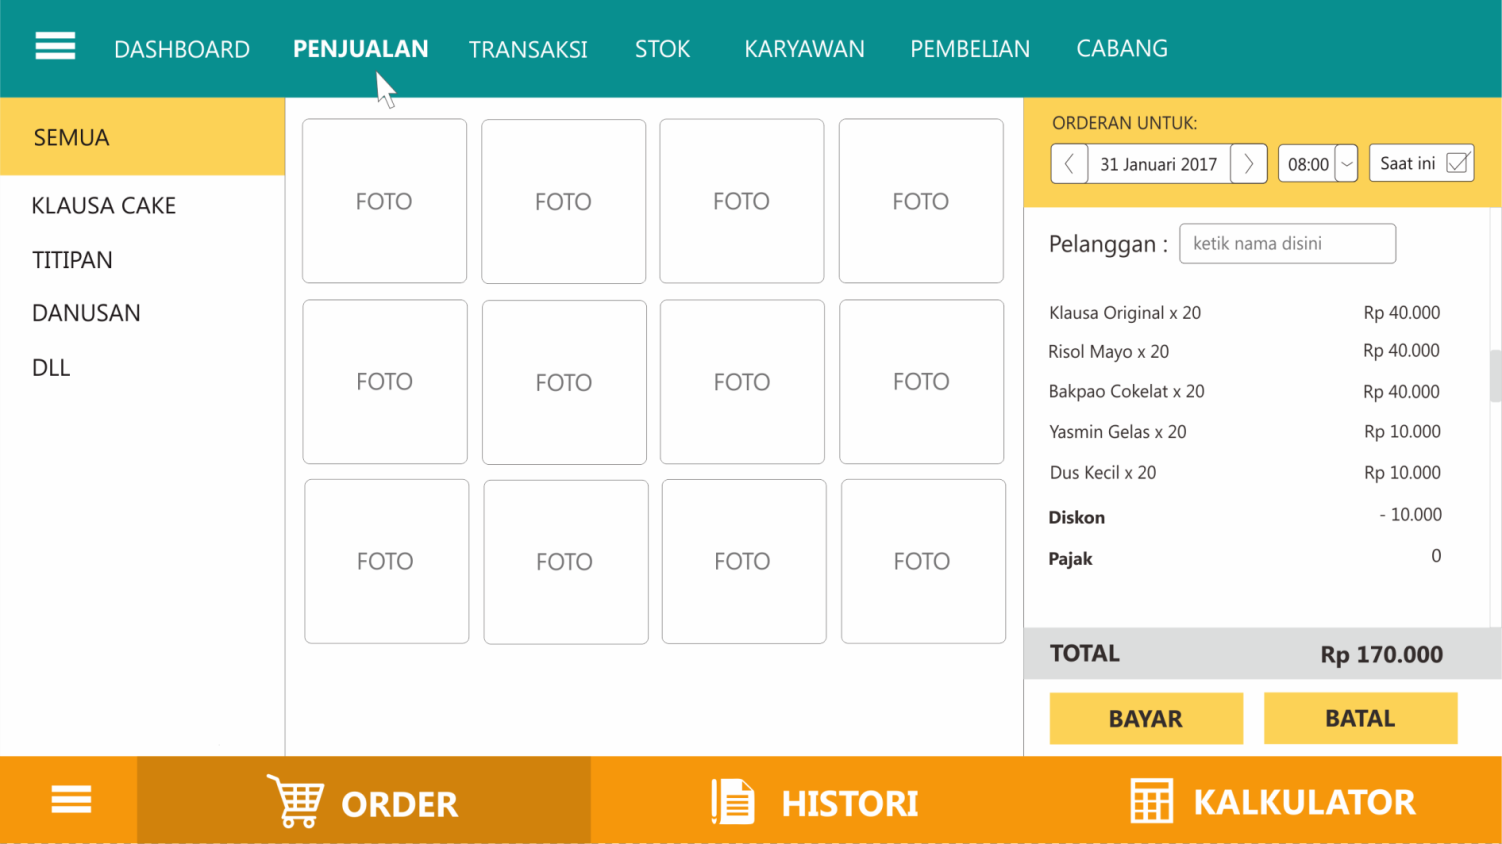 DASHBOARD PENJUALAN TRANSAKSI STOK KARYAWAN PEMBELIAN CABANG
SEMUA
KLAUSA CAKE
TITIPAN
DANUSAN
DLL
FOTO FOTO FOTO FOTO
FOTO FOTO FOTO FOTO
FOTO FOTO FOTO FOTO
ORDERAN UNTUK:
31 Januari 2017 08:00 Saat ini
Pelanggan : ketik nama disini
Klausa Original x 20 Rp 40.000
Risol Mayo x 20 Rp 40.000
Bakpao Cokelat x 20 Rp 40.000
Yasmin Gelas x 20 Rp 10.000
Dus Kecil x 20 Rp 10.000
Diskon - 10.000
Pajak 0
TOTAL Rp 170.000
BAYAR BATAL
ORDER HISTORI KALKULATOR